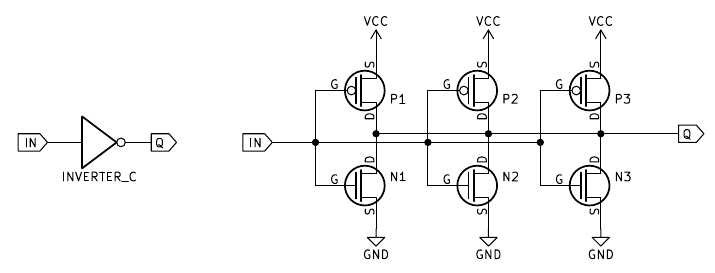 VCC VCC VCC
S S S
G P1 G P2 G P3
D D D
IN Q IN Q
INVERTER_C
D D D
G N1 G N2 G N3
S S S
GND GND GND